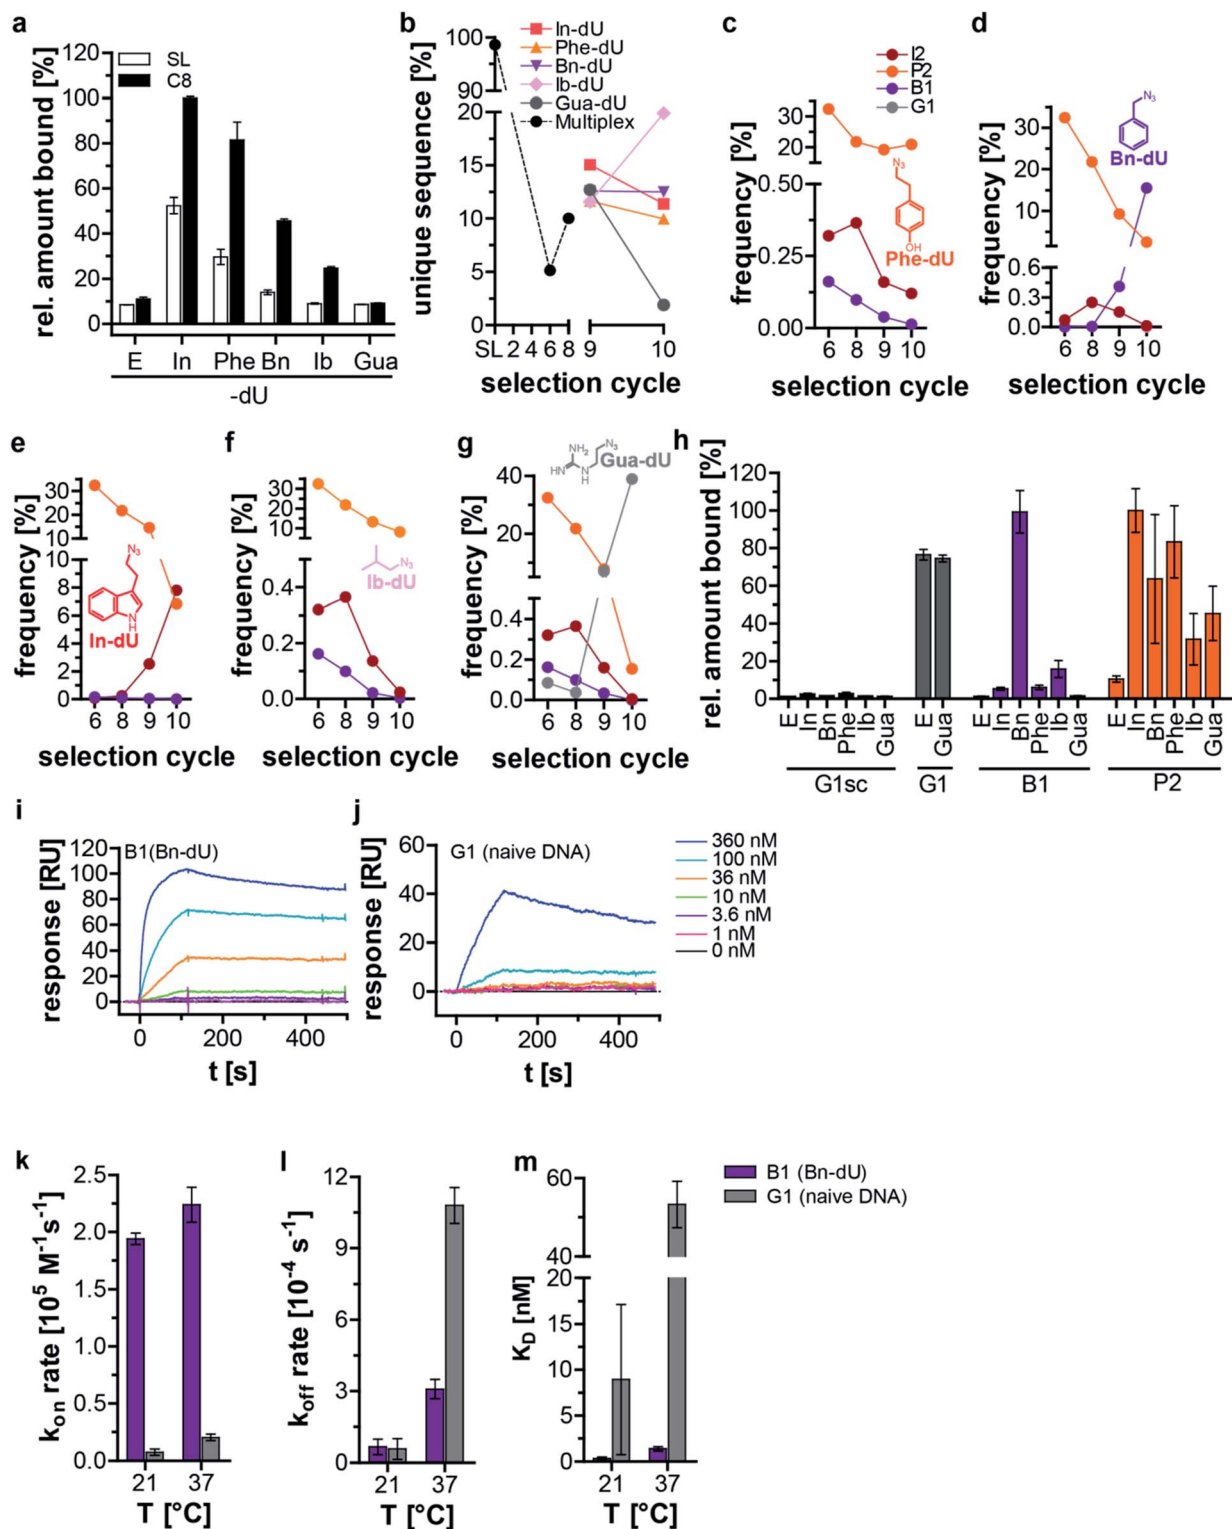 a
rel. amount bound [%]
120
100
80
60
40
20
0
SL
C8
E In Phe Bn Ib Gua
-dU
b
unique sequence [%]
100
90
20
15
10
5
0
In-dU
Phe-dU
Bn-dU
Ib-dU
Gua-dU
Multiplex
SL 2 4 6 8 9 10
selection cycle
c
frequency [%]
30
20
0.50
0.25
0.00
I2
P2
B1
G1
N3
OH
Phe-dU
6 8 9 10
selection cycle
d
frequency [%]
30
20
10
0.6
0.3
0.0
N3
Bn-dU
6 8 9 10
selection cycle
e
frequency [%]
30
20
10
10
8
6
4
2
0
N3
N
H
In-dU
6 8 9 10
selection cycle
f
frequency [%]
30
20
10
0.4
0.2
0.0
N3
Ib-dU
6 8 9 10
selection cycle
g
frequency [%]
40
20
0.4
0.2
0.0
NH2
N3
HN
N
H
Gua-dU
6 8 9 10
selection cycle
h
rel. amount bound [%]
120
100
80
60
40
20
0
E In Bn Phe Ib Gua
G1sc
E Gua
G1
E In Bn Phe Ib Gua
B1
E In Bn Phe Ib Gua
P2
i
response [RU]
120
100
80
60
40
20
0
B1(Bn-dU)
0 200 400
t [s]
j
response [RU]
60
40
20
0
G1 (naive DNA)
0 200 400
t [s]
360 nM
100 nM
36 nM
10 nM
3.6 nM
1 nM
0 nM
k
kon rate [10⁵ M⁻¹s⁻¹]
2.5
2.0
1.5
1.0
0.5
0.0
21 37
T [°C]
l
koff rate [10⁻⁴ s⁻¹]
12
9
6
3
0
21 37
T [°C]
m
KD [nM]
60
40
20
15
10
5
0
21 37
T [°C]
B1 (Bn-dU)
G1 (naive DNA)